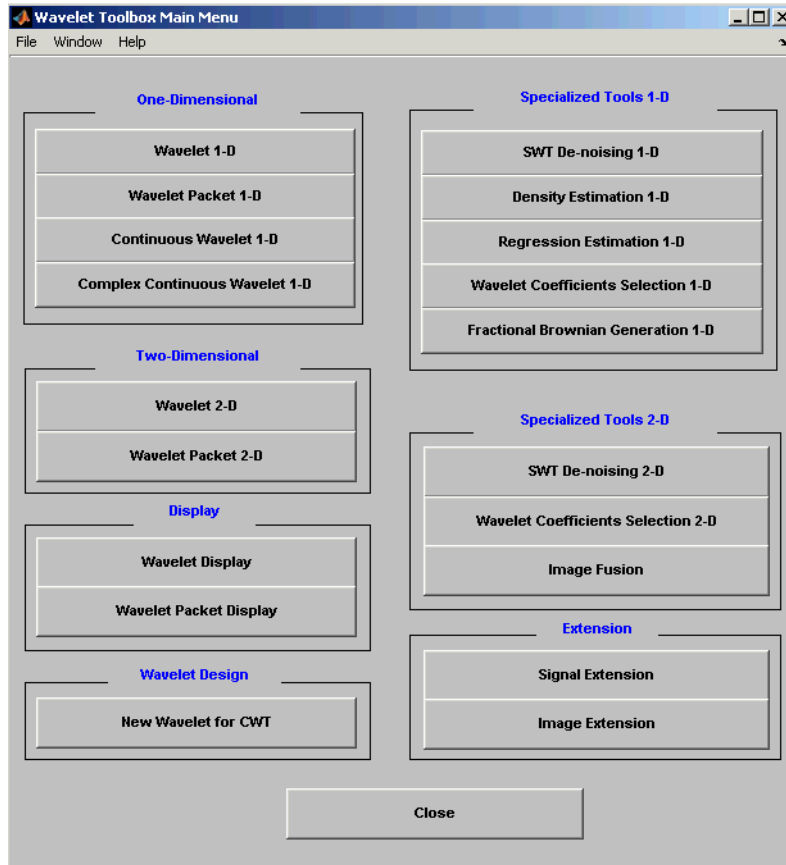 Wavelet Toolbox Main Menu
File Window Help
One-Dimensional
Wavelet 1-D
Wavelet Packet 1-D
Continuous Wavelet 1-D
Complex Continuous Wavelet 1-D
Two-Dimensional
Wavelet 2-D
Wavelet Packet 2-D
Display
Wavelet Display
Wavelet Packet Display
Wavelet Design
New Wavelet for CWT
Specialized Tools 1-D
SWT De-noising 1-D
Density Estimation 1-D
Regression Estimation 1-D
Wavelet Coefficients Selection 1-D
Fractional Brownian Generation 1-D
Specialized Tools 2-D
SWT De-noising 2-D
Wavelet Coefficients Selection 2-D
Image Fusion
Extension
Signal Extension
Image Extension
Close